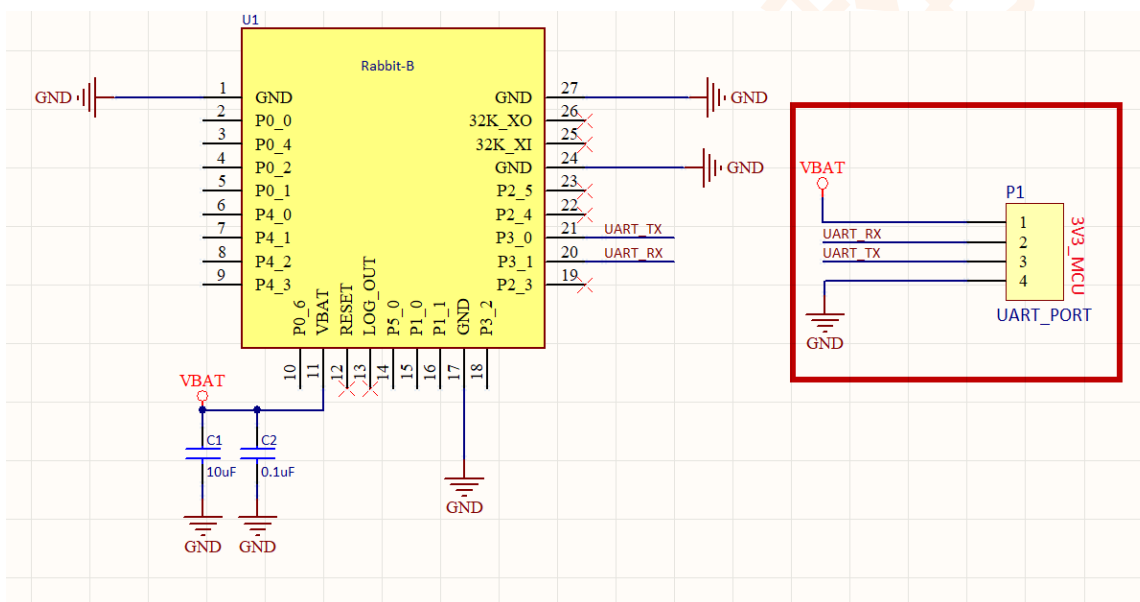 U1
Rabbit-B
GND
1
GND
2
P0_0
3
P0_4
4
P0_2
5
P0_1
6
P4_0
7
P4_1
8
P4_2
9
P4_3
27
GND
GND
26
32K_XO
25
32K_XI
24
GND
GND
23
P2_5
22
P2_4
21
P3_0
UART_TX
20
P3_1
UART_RX
19
P2_3
P0_6
VBAT
RESET
LOG_OUT
P5_0
P1_0
P1_1
GND
P3_2
10
11
12
13
14
15
16
17
18
VBAT
C1
10uF
C2
0.1uF
GND
GND
GND
VBAT
P1
1
UART_RX
2
UART_TX
3
4
3V3_MCU
UART_PORT
GND